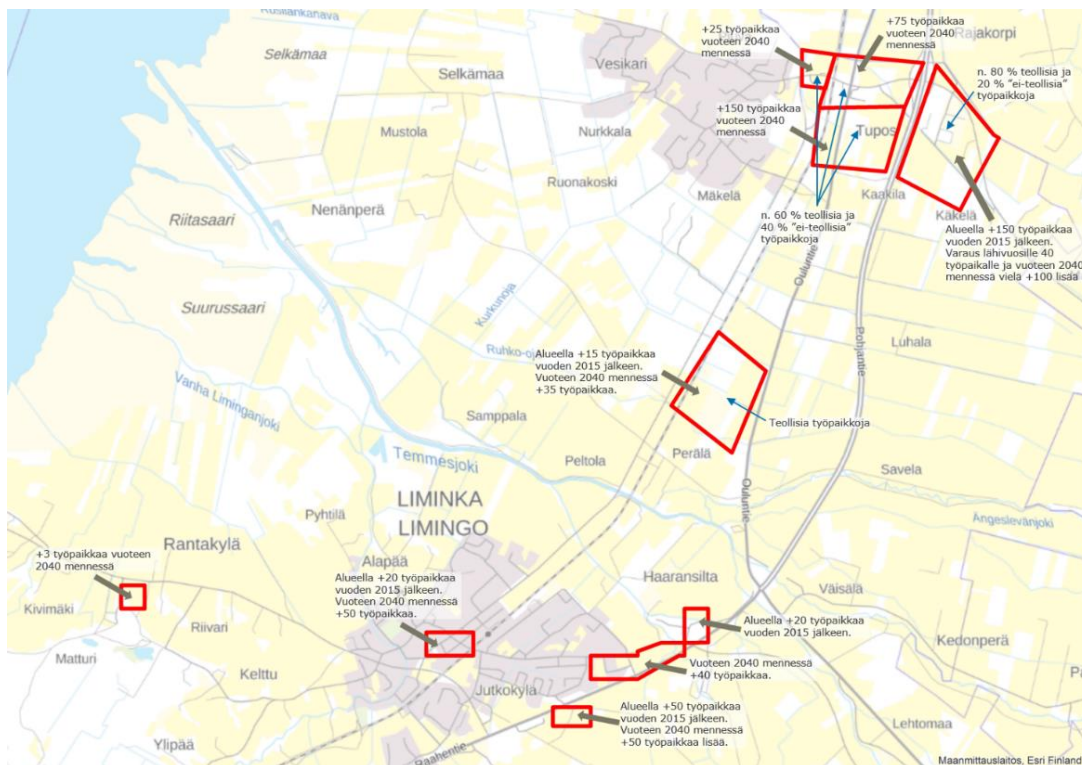 Rusilankanava
Selkämaa
Selkämaa
Vesikari
+25 työpaikkaa
vuoteen 2040
mennessä
+75 työpaikkaa
vuoteen 2040
mennessä
Rajakorpi
n. 80 % teollisia ja
20 % "ei-teollisia"
työpaikkoja
Mustola
Nurkkala
+150 työpaikkaa
vuoteen 2040
mennessä
Tupos
Ruonakoski
Mäkelä
Kaakila
Nenänperä
Riitasaari
Käkelä
n. 60 % teollisia ja
40 % "ei-teollisia"
työpaikkoja
Alueella +150 työpaikkaa
vuoden 2015 jälkeen.
Varaus lähivuosille 40
työpaikalle ja vuoteen 2040
mennessä vielä +100 lisää
Ouluntie
Suurussaari
Kurkunoja
Pohjantie
Luhala
Ruhko-oj
Alueella +15 työpaikkaa
vuoden 2015 jälkeen.
Vuoteen 2040 mennessä
+35 työpaikkaa.
Vanha Liminganjoki
Samppala
Teollisia työpaikkoja
Perälä
Temmesjoki
Peltola
Savela
Ouluntie
LIMINKA
LIMINGO
Pyhtilä
Ängeslevänjoki
Rantakylä
+3 työpaikkaa vuoteen
2040 mennessä
Alapää
Alueella +20 työpaikkaa
vuoden 2015 jälkeen.
Vuoteen 2040 mennessä
+50 työpaikkaa.
Haaransilta
Väisälä
Kivimäki
Riivari
Alueella +20 työpaikkaa
vuoden 2015 jälkeen.
Kedonperä
Matturi
Kelttu
Vuoteen 2040 mennessä
+40 työpaikkaa.
Jutkokylä
Alueella +50 työpaikkaa
vuoden 2015 jälkeen.
Vuoteen 2040 mennessä
+50 työpaikkaa lisää.
Lehtomaa
Ylipää
Raahentie
Maanmittauslaitos, Esri Finland